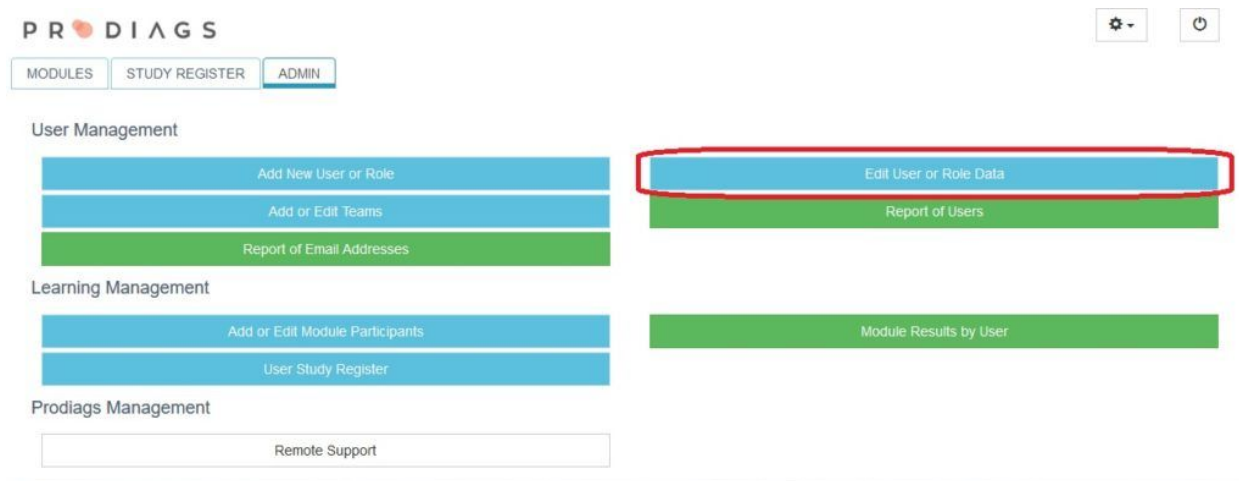 PRODIAGS
MODULES STUDY REGISTER ADMIN
User Management
Add New User or Role Edit User or Role Data
Add or Edit Teams Report of Users
Report of Email Addresses
Learning Management
Add or Edit Module Participants Module Results by User
User Study Register
Prodiags Management
Remote Support